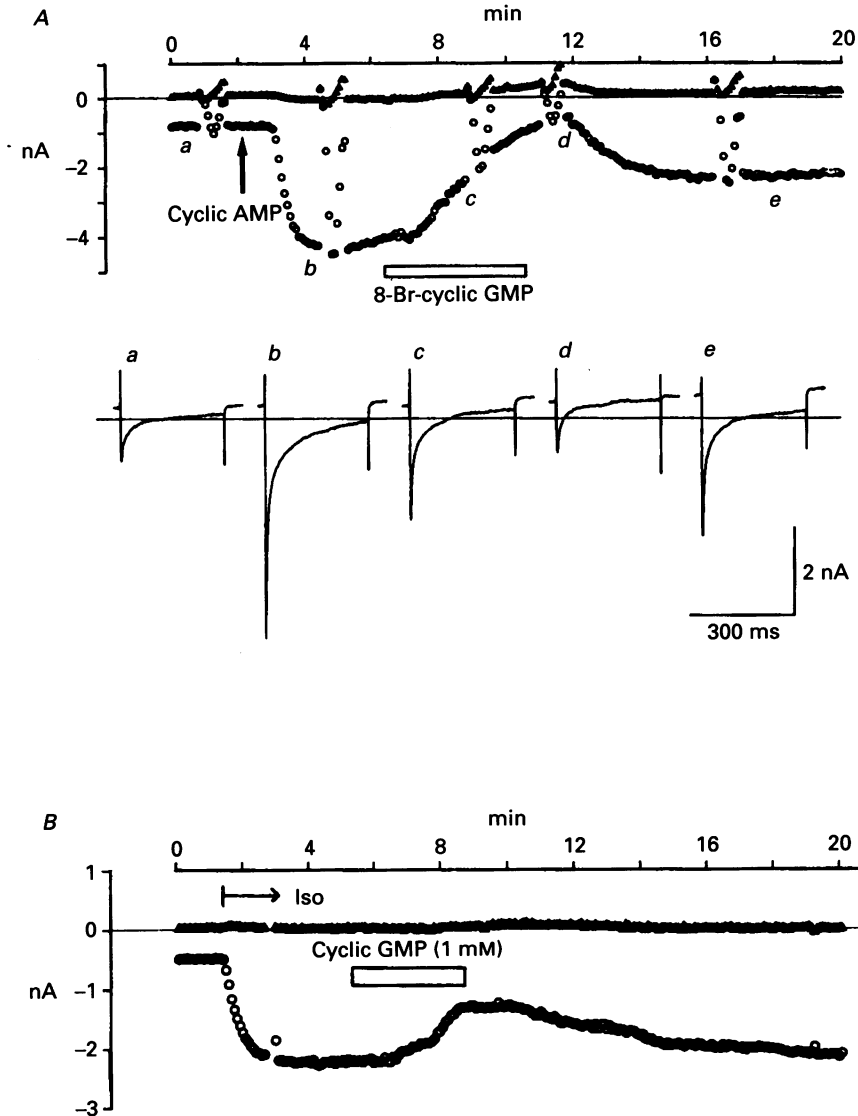 A
min
0 4 8 12 16 20
0
nA
-2
-4
a
Cyclic AMP
b
c
d
e
8-Br-cyclic GMP
a b c d e
2 nA
300 ms
B
min
0 4 8 12 16 20
1
Iso
0
Cyclic GMP (1 mM)
nA
-1
-2
-3